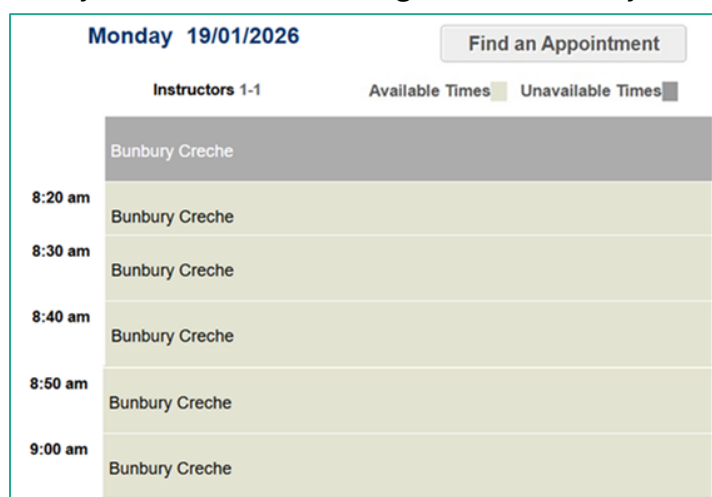 Monday 19/01/2026
Find an Appointment
Instructors 1-1
Available Times Unavailable Times
Bunbury Creche
8:20 am
Bunbury Creche
8:30 am
Bunbury Creche
8:40 am
Bunbury Creche
8:50 am
Bunbury Creche
9:00 am
Bunbury Creche